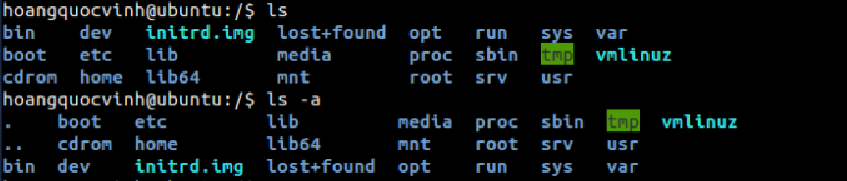 hoangquocvinh@ubuntu:/$ ls
bin dev initrd.img lost+found opt run sys var
boot etc lib media proc sbin tmp vmlinuz
cdrom home lib64 mnt root srv usr
hoangquocvinh@ubuntu:/$ ls -a
. boot etc lib media proc sbin tmp vmlinuz
.. cdrom home lib64 mnt root srv usr
bin dev initrd.img lost+found opt run sys var